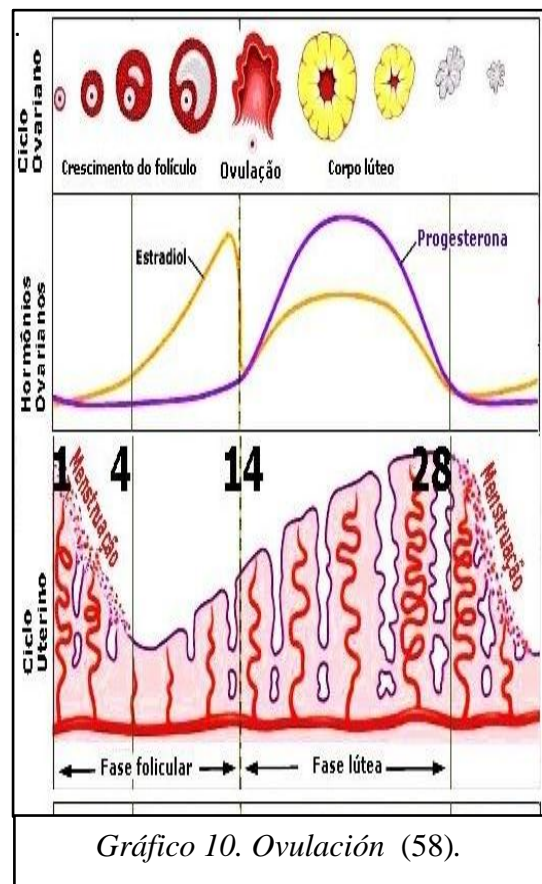 Ciclo
Ovariano
Crescimento do folículo
Ovulação
Corpo lúteo
Hormônios
Ovarianos
Estradiol
Progesterona
Ciclo
Uterino
1
4
14
28
Menstruação
Menstruação
Fase folicular
Fase lútea
Gráfico 10. Ovulación (58).